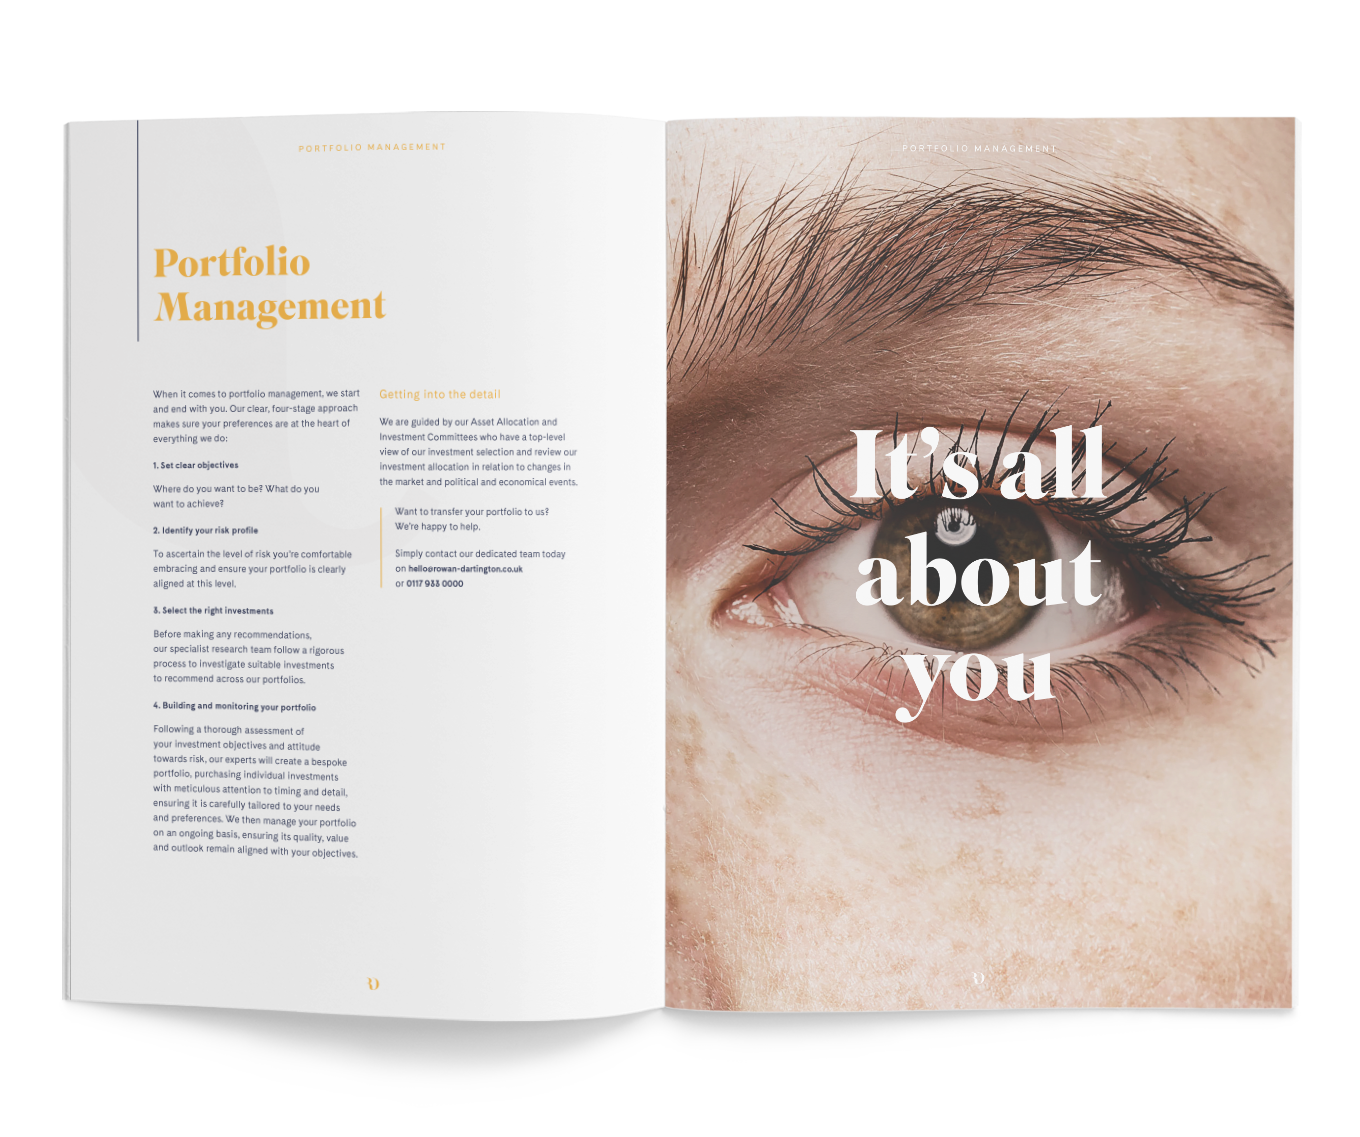 PORTFOLIO MANAGEMENT
Portfolio
Management
When it comes to portfolio management, we start
and end with you. Our clear, four-stage approach
makes sure your preferences are at the heart of
everything we do:
1. Set clear objectives
Where do you want to be? What do you
want to achieve?
2. Identify your risk profile
To ascertain the level of risk you're comfortable
embracing and ensure your portfolio is clearly
aligned at this level.
3. Select the right investments
Before making any recommendations,
our specialist research team follow a rigorous
process to investigate suitable investments
to recommend across our portfolios.
4. Building and monitoring your portfolio
Following a thorough assessment of
your investment objectives and attitude
towards risk, our experts will create a bespoke
portfolio, purchasing individual investments
with meticulous attention to timing and detail,
ensuring it is carefully tailored to your needs
and preferences. We then manage your portfolio
on an ongoing basis, ensuring its quality, value
and outlook remain aligned with your objectives.
Getting into the detail
We are guided by our Asset Allocation and
Investment Committees who have a top-level
view of our investment selection and review our
investment allocation in relation to changes in
the market and political and economical events.
Want to transfer your portfolio to us?
We're happy to help.
Simply contact our dedicated team today
on hello@rowan-dartington.co.uk
or 0117 933 0000
PORTFOLIO MANAGEMENT
It's all
about
you